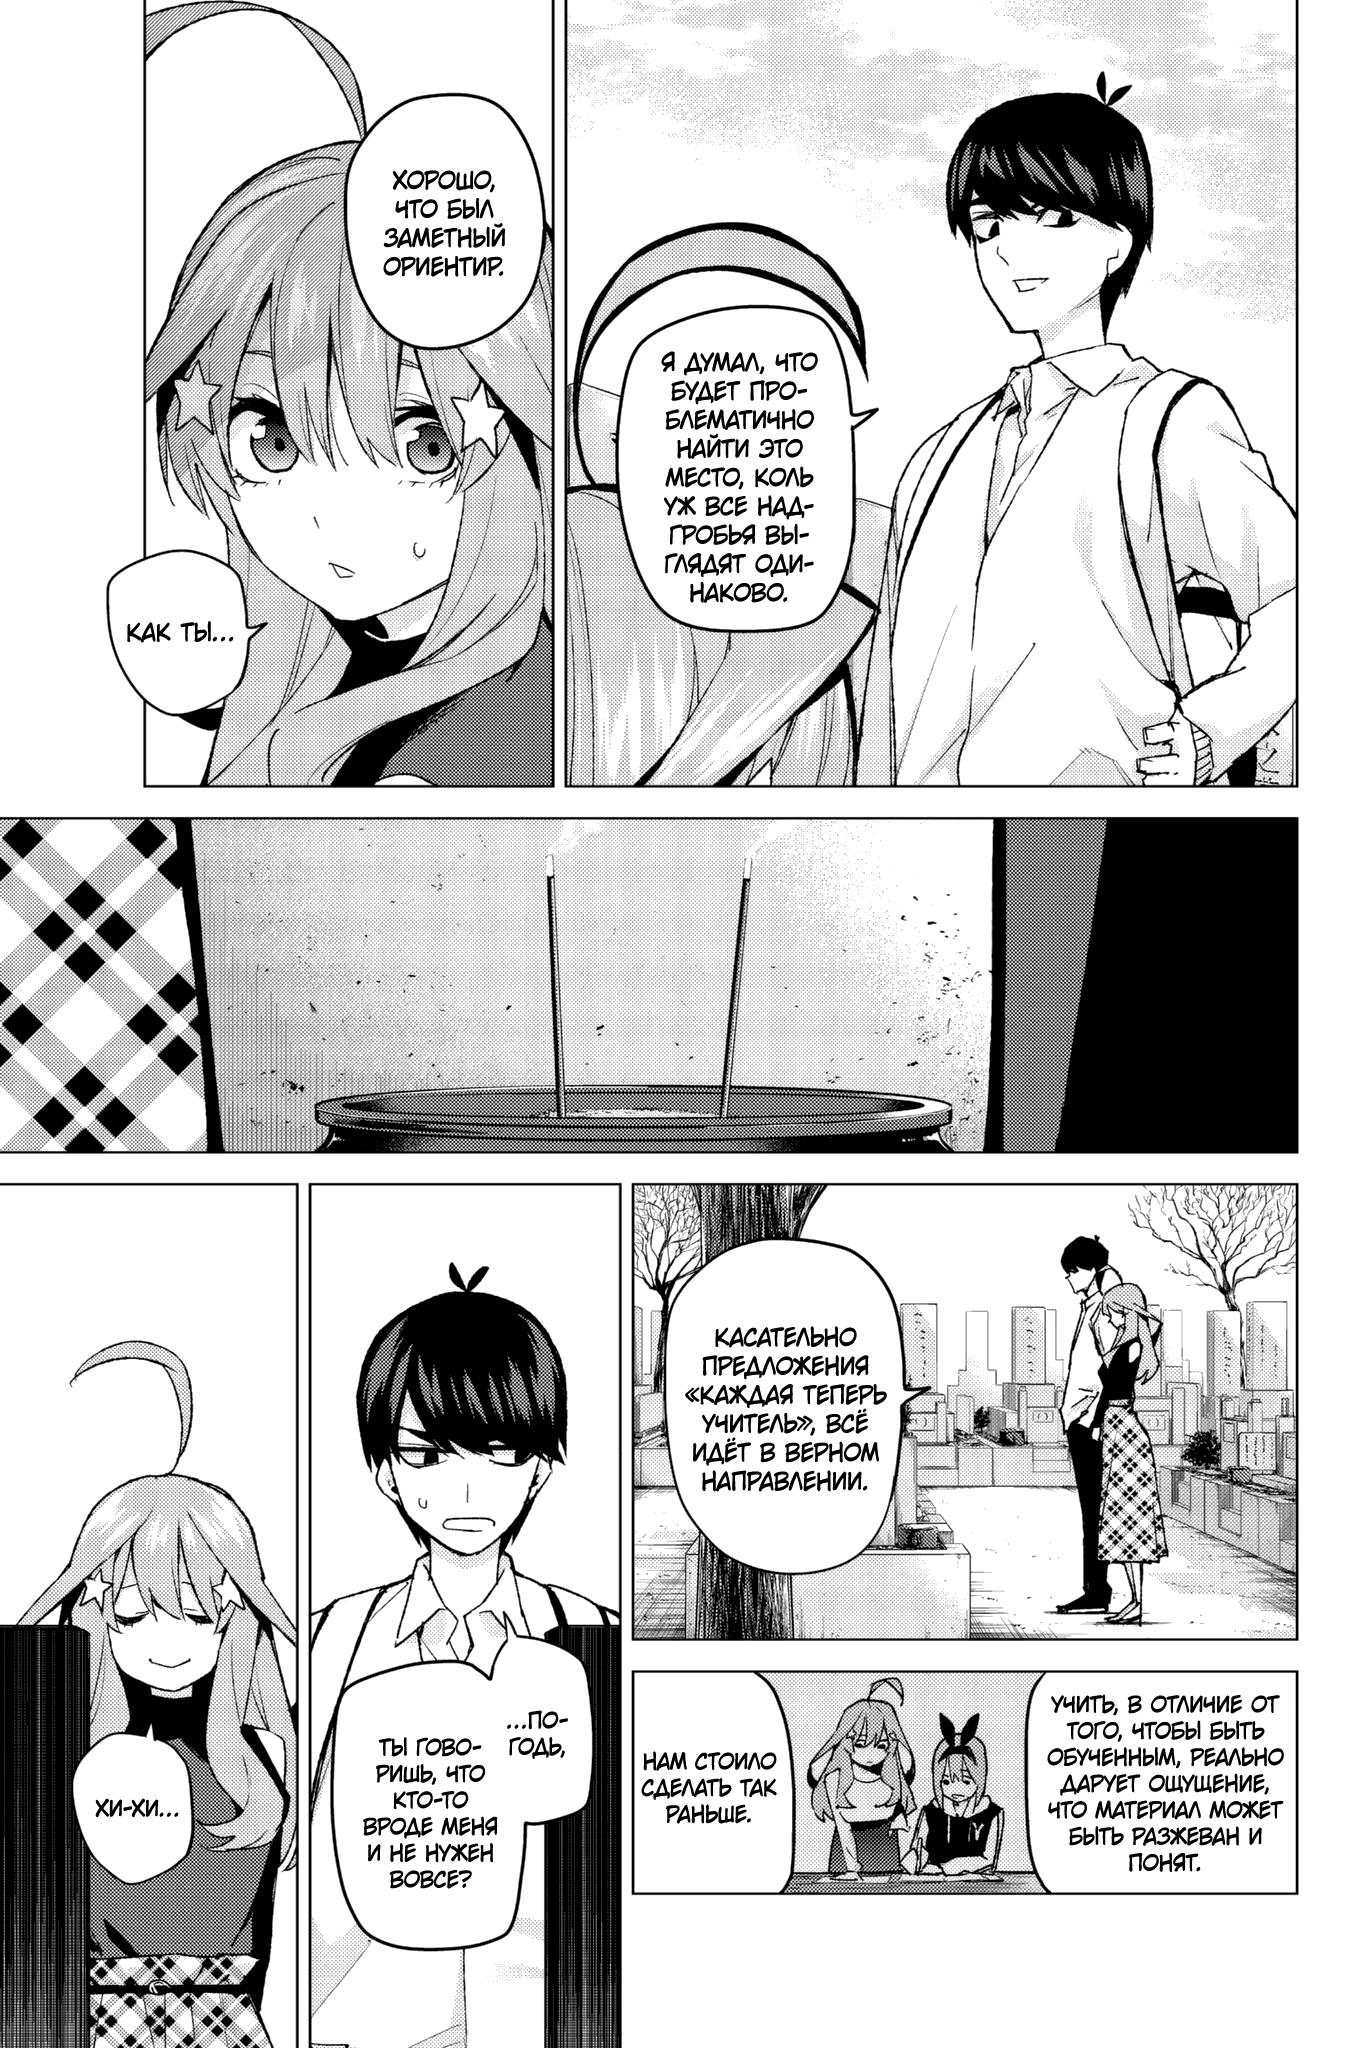 Я ДУМАЛ, ЧТО
БУДЕТ ПРО-
БЛЕМАТИЧНО
НАЙТИ ЭТО
МЕСТО, КОЛЬ
УЖ ВСЕ НАД-
ГРОБЬЯ ВЫ-
ГЛЯДЯТ ОДИ-
НАКОВО.
ХОРОШО,
ЧТО БЫЛ
ЗАМЕТНЫЙ
ОРИЕНТИР.
КАК ТЫ...
КАСАТЕЛЬНО
ПРЕДЛОЖЕНИЯ
«КАЖДАЯ ТЕПЕРЬ
УЧИТЕЛЬ», ВСЁ
ИДЁТ В ВЕРНОМ
НАПРАВЛЕНИИ.
УЧИТЬ, В ОТЛИЧИЕ ОТ
ТОГО, ЧТОБЫ БЫТЬ
ОБУЧЕННЫМ, РЕАЛЬНО
ДАРУЕТ ОЩУЩЕНИЕ,
ЧТО МАТЕРИАЛ МОЖЕТ
БЫТЬ РАЗЖЕВАН И
ПОНЯТ.
НАМ СТОИЛО
СДЕЛАТЬ ТАК
РАНЬШЕ.
...ПО-
ГОДЬ,
ТЫ ГОВО-
РИШЬ, ЧТО
КТО-ТО
ВРОДЕ МЕНЯ
И НЕ НУЖЕН
ВОВСЕ?
ХИ-ХИ...